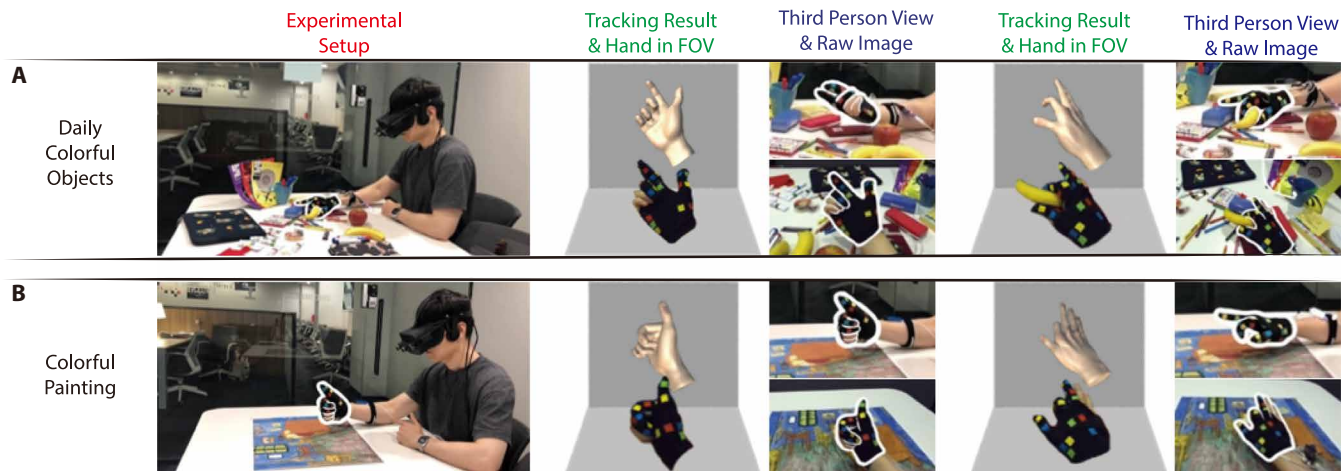 Experimental
Setup
Tracking Result
& Hand in FOV
Third Person View
& Raw Image
Tracking Result
& Hand in FOV
Third Person View
& Raw Image
A
Daily
Colorful
Objects
B
Colorful
Painting